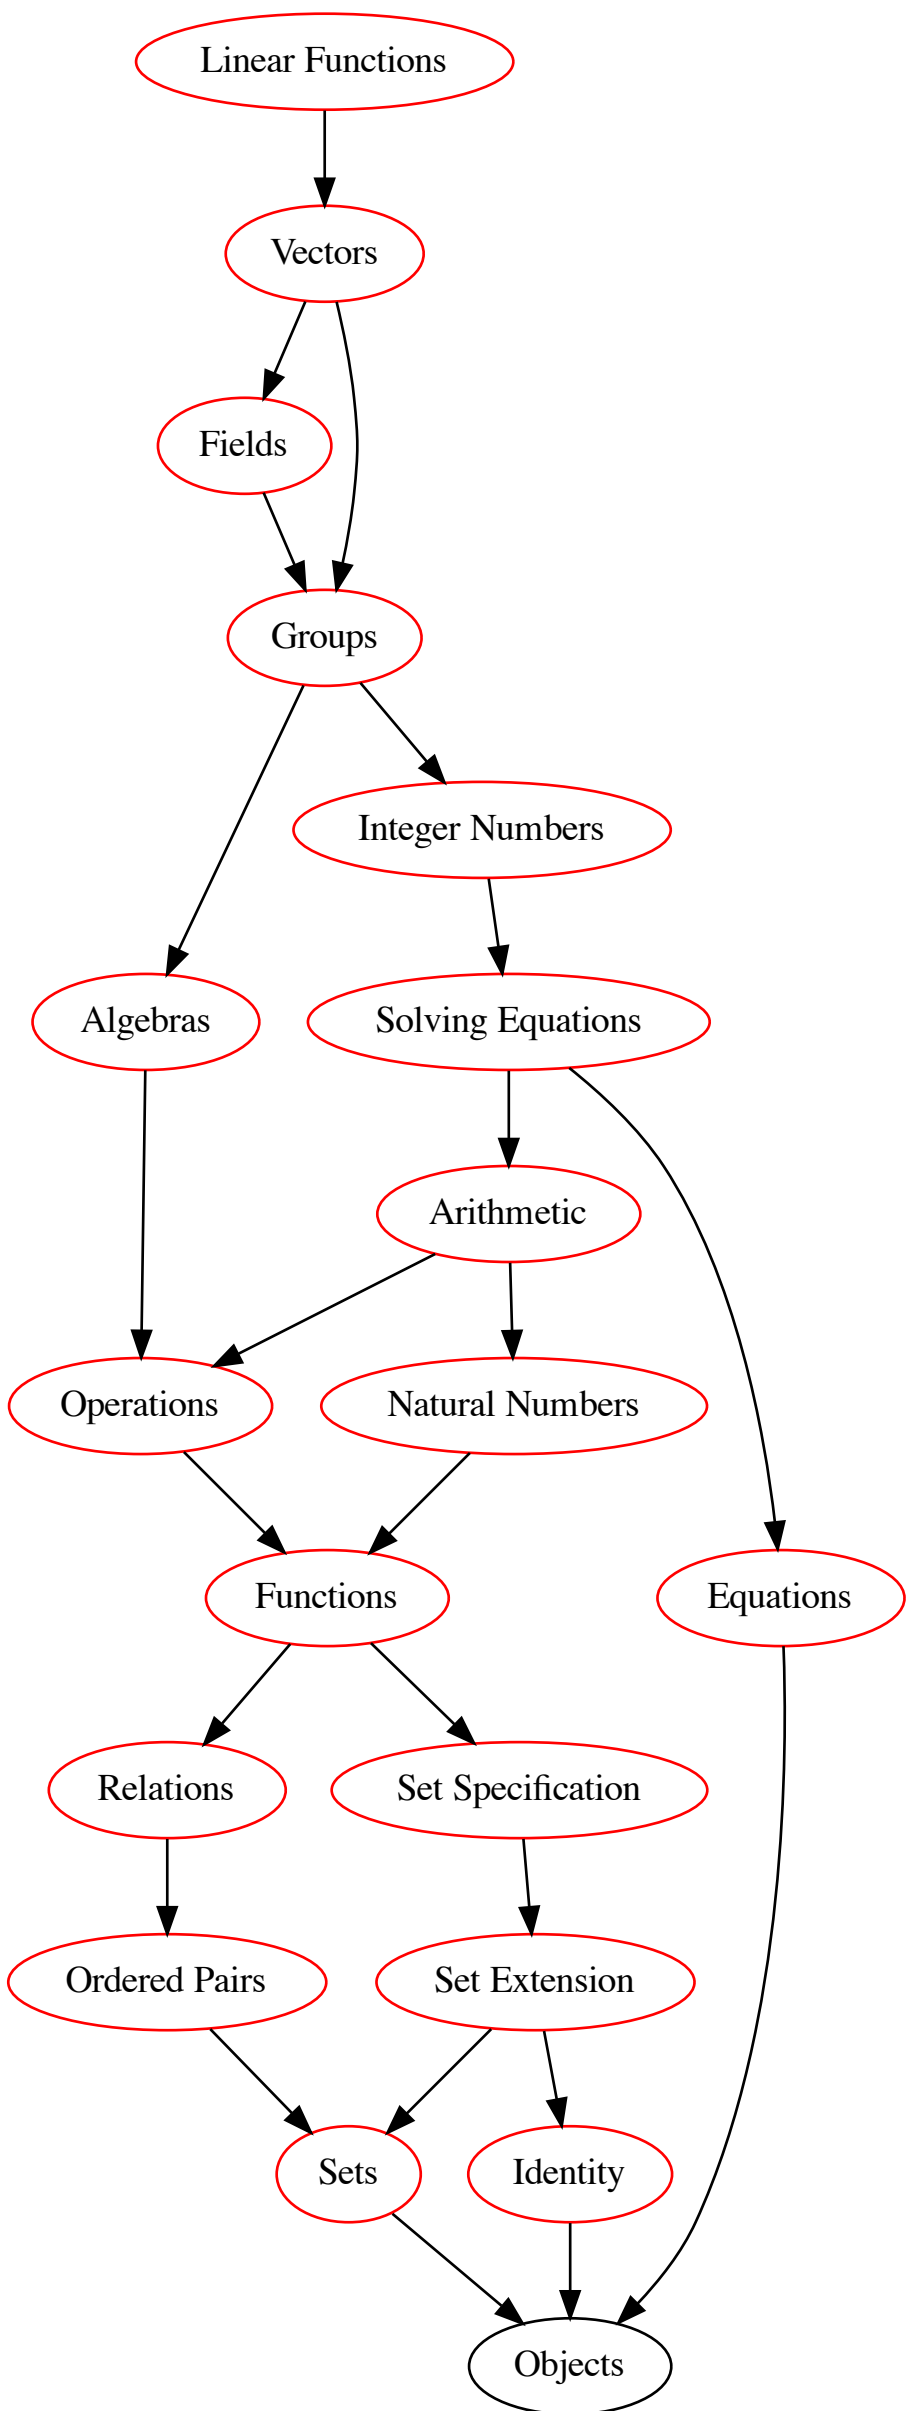 Linear Functions
Vectors
Fields
Groups
Integer Numbers
Algebras
Solving Equations
Arithmetic
Operations
Natural Numbers
Functions
Equations
Relations
Set Specification
Ordered Pairs
Set Extension
Sets
Identity
Objects